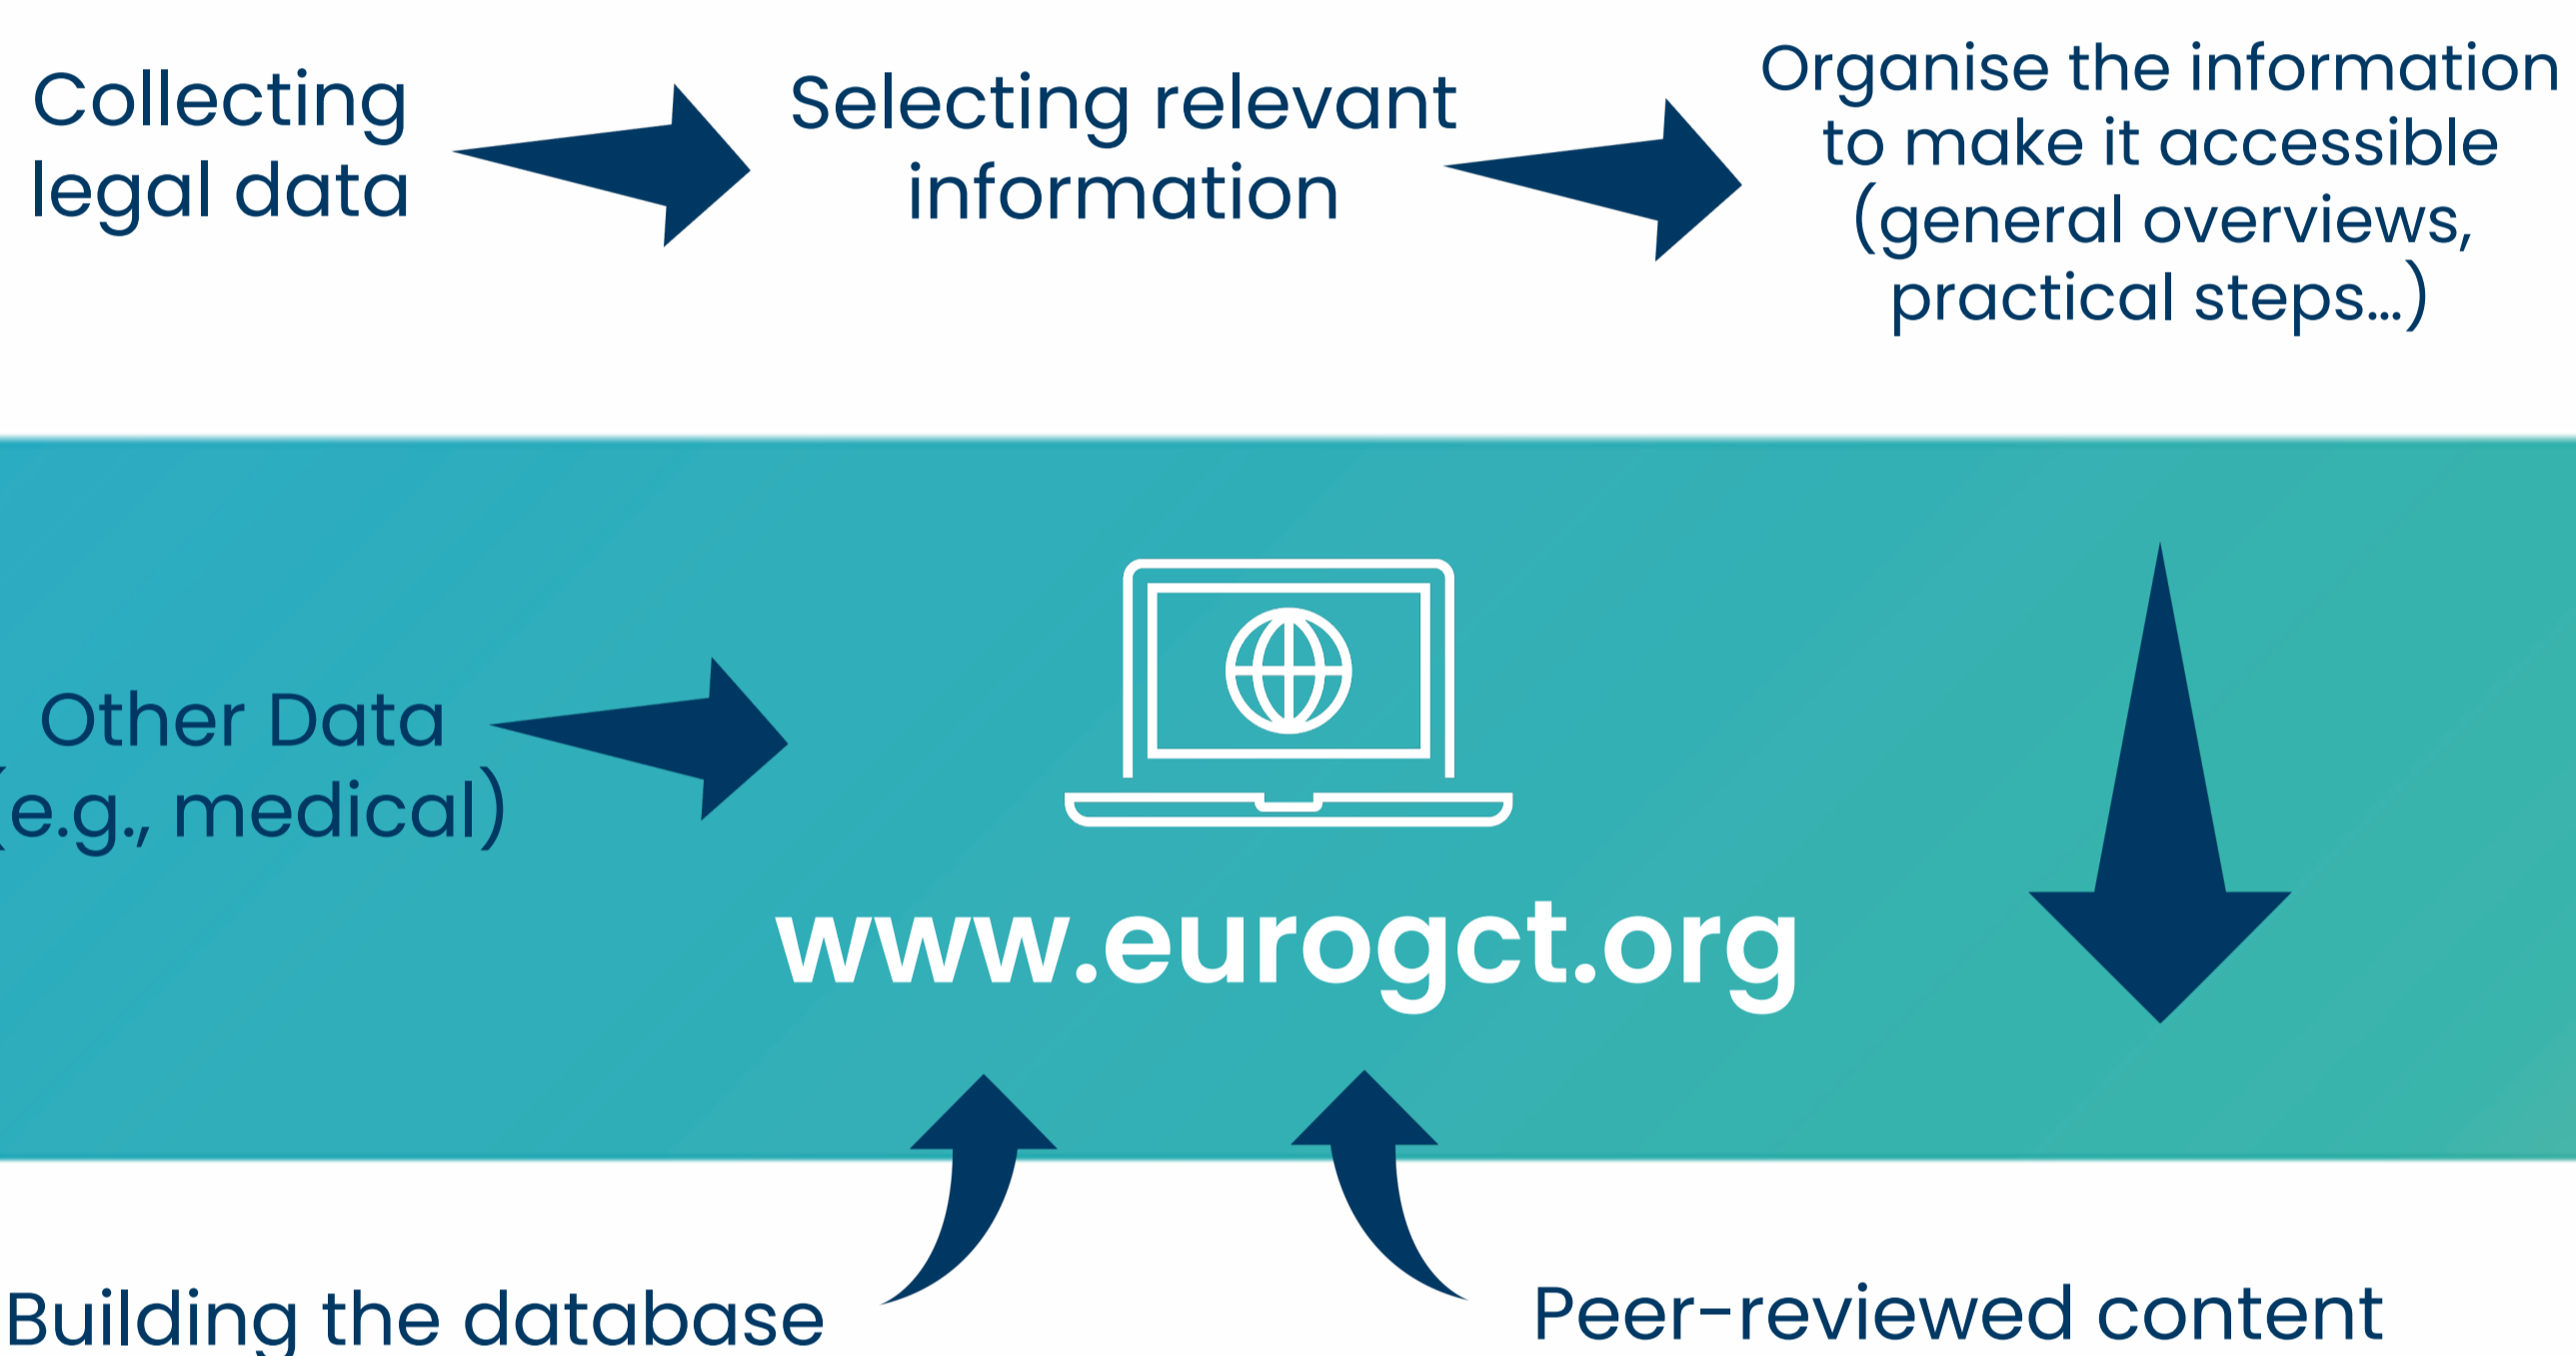 Collecting
legal data
Selecting relevant
information
Organise the information
to make it accessible
(general overviews,
practical steps...)
Other Data
(e.g., medical)
www.eurogct.org
Building the database
Peer-reviewed content